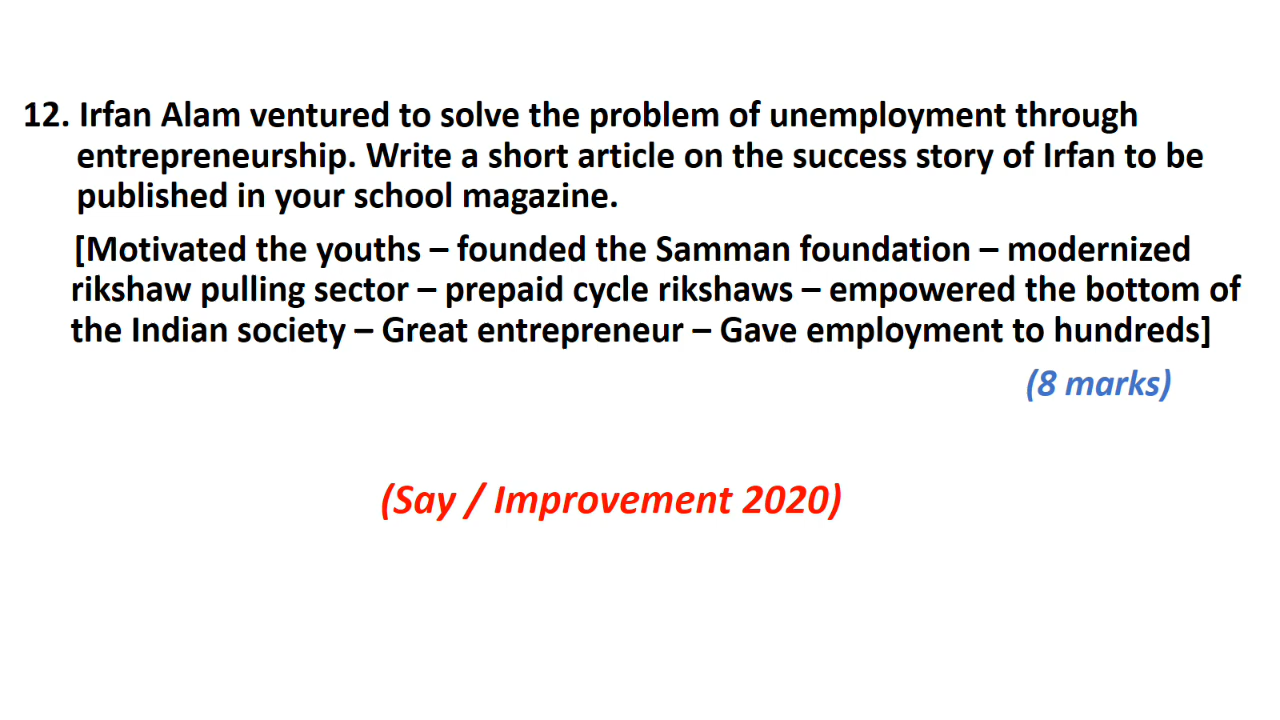 12. Irfan Alam ventured to solve the problem of unemployment through
entrepreneurship. Write a short article on the success story of Irfan to be
published in your school magazine.
[Motivated the youths – founded the Samman foundation – modernized
rikshaw pulling sector – prepaid cycle rikshaws – empowered the bottom of
the Indian society – Great entrepreneur – Gave employment to hundreds]
(8 marks)
(Say / Improvement 2020)